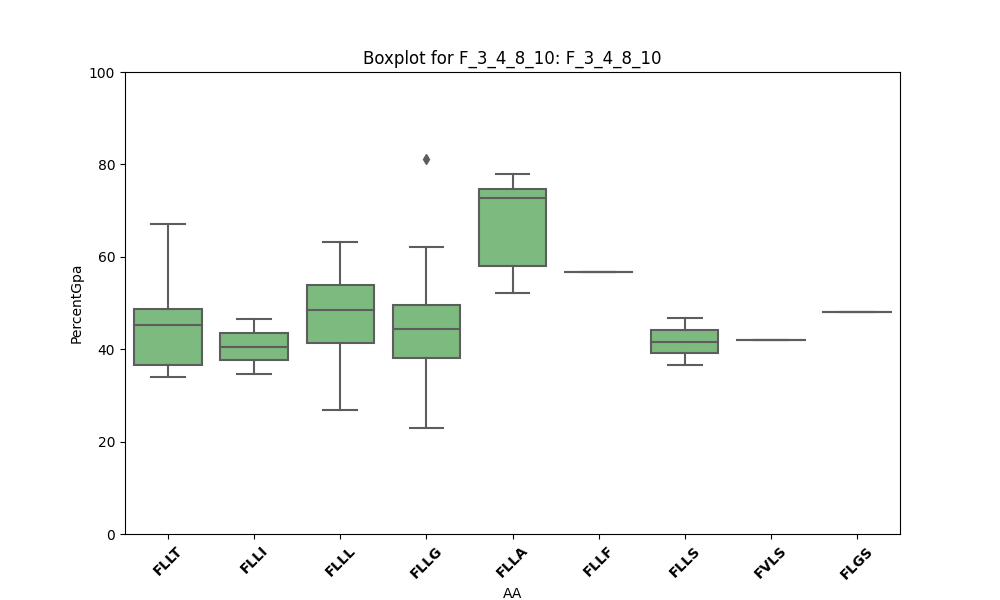 Boxplot for F_3_4_8_10: F_3_4_8_10
100
80
60
40
20
0
PercentGpa
FLLT
FLLI
FLLL
FLLG
FLLA
FLLF
FLLS
FVLS
FLGS
AA